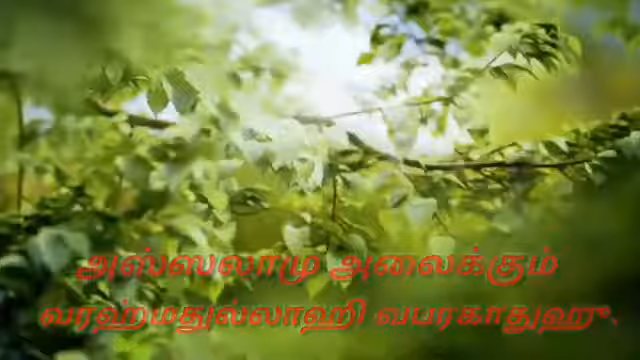 அஸ்ஸலாமு அலைக்கும்
வரஹ்மதுல்லாஹி வபரகாதுஹு.